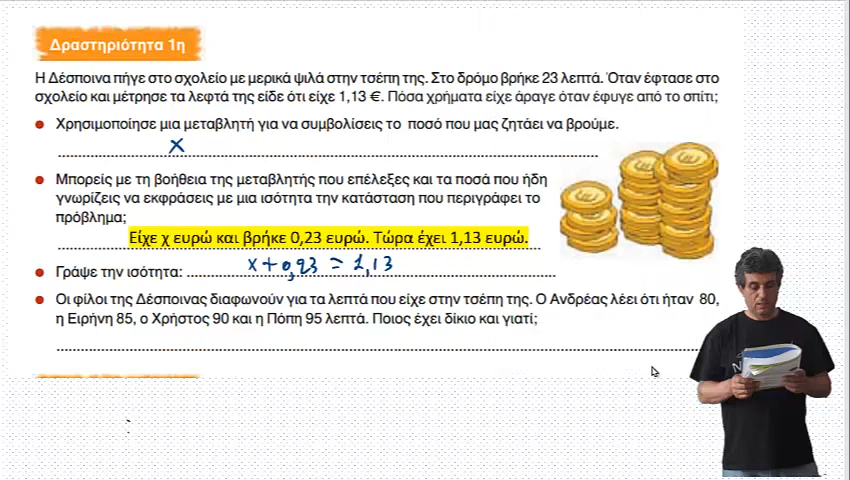 Δραστηριότητα 1η
Η Δέσποινα πήγε στο σχολείο με μερικά ψιλά στην τσέπη της. Στο δρόμο βρήκε 23 λεπτά. Όταν έφτασε στο
σχολείο και μέτρησε τα λεφτά της είδε ότι είχε 1,13 €. Πόσα χρήματα είχε άραγε όταν έφυγε από το σπίτι;
Χρησιμοποίησε μια μεταβλητή για να συμβολίσεις το ποσό που μας ζητάει να βρούμε.
x
Μπορείς με τη βοήθεια της μεταβλητής που επέλεξες και τα ποσά που ήδη
γνωρίζεις να εκφράσεις με μια ισότητα την κατάσταση που περιγράφει το
πρόβλημα;
Είχε χ ευρώ και βρήκε 0,23 ευρώ. Τώρα έχει 1,13 ευρώ.
Γράψε την ισότητα: x + 0,23 = 1,13
Οι φίλοι της Δέσποινας διαφωνούν για τα λεπτά που είχε στην τσέπη της. Ο Ανδρέας λέει ότι ήταν 80,
η Ειρήνη 85, ο Χρήστος 90 και η Πόπη 95 λεπτά. Ποιος έχει δίκιο και γιατί;